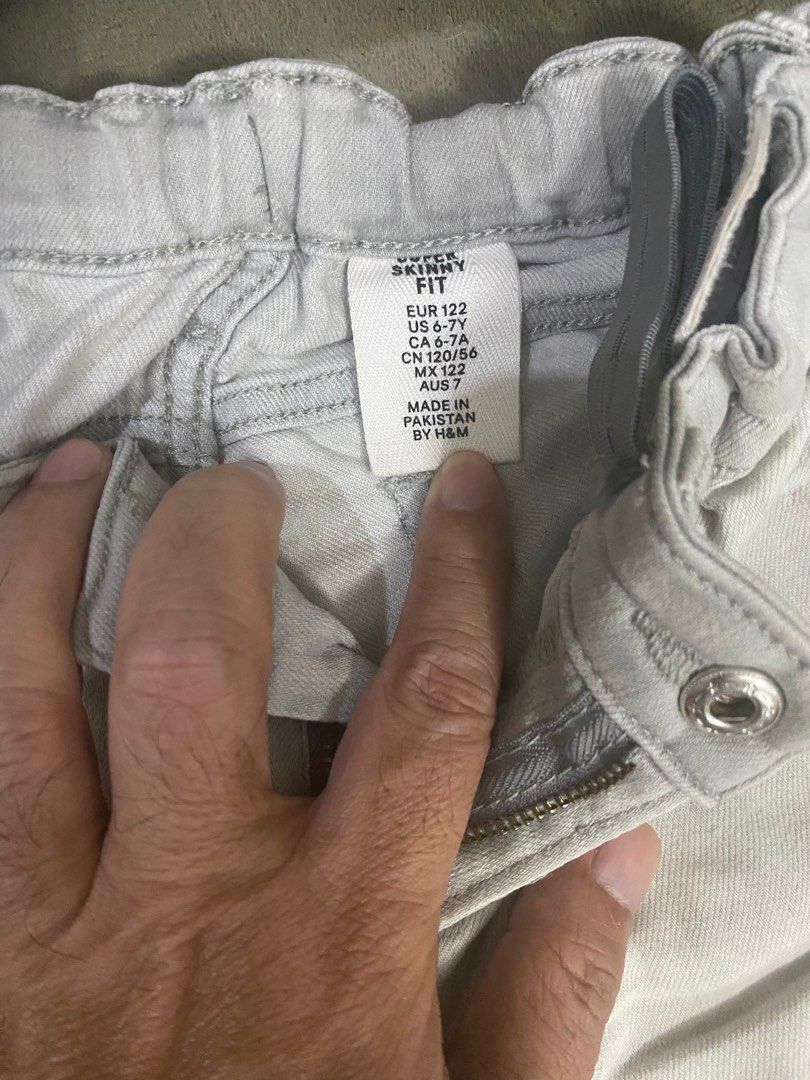 SUPER
SKINNY
FIT
EUR 122
US 6-7Y
CA 6-7A
CN 120/56
MX 122
AUS 7
MADE IN
PAKISTAN
BY H&M